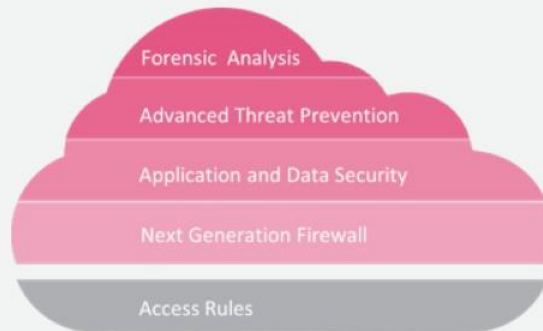 Forensic Analysis
Advanced Threat Prevention
Application and Data Security
Next Generation Firewall
Access Rules